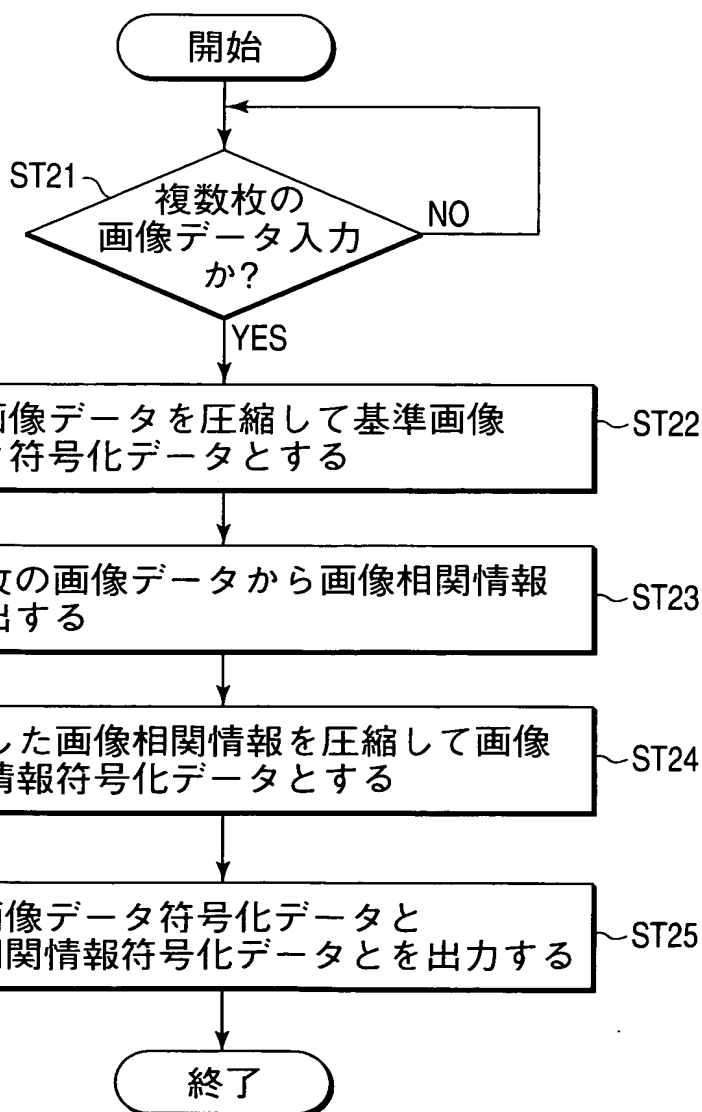 開始
ST21
複数枚の
画像データ入力
か?
NO
YES
画像データを圧縮して基準画像
符号化データとする
ST22
枚の画像データから画像相関情報
出する
ST23
した画像相関情報を圧縮して画像
情報符号化データとする
ST24
画像データ符号化データと
相関情報符号化データとを出力する
ST25
終了